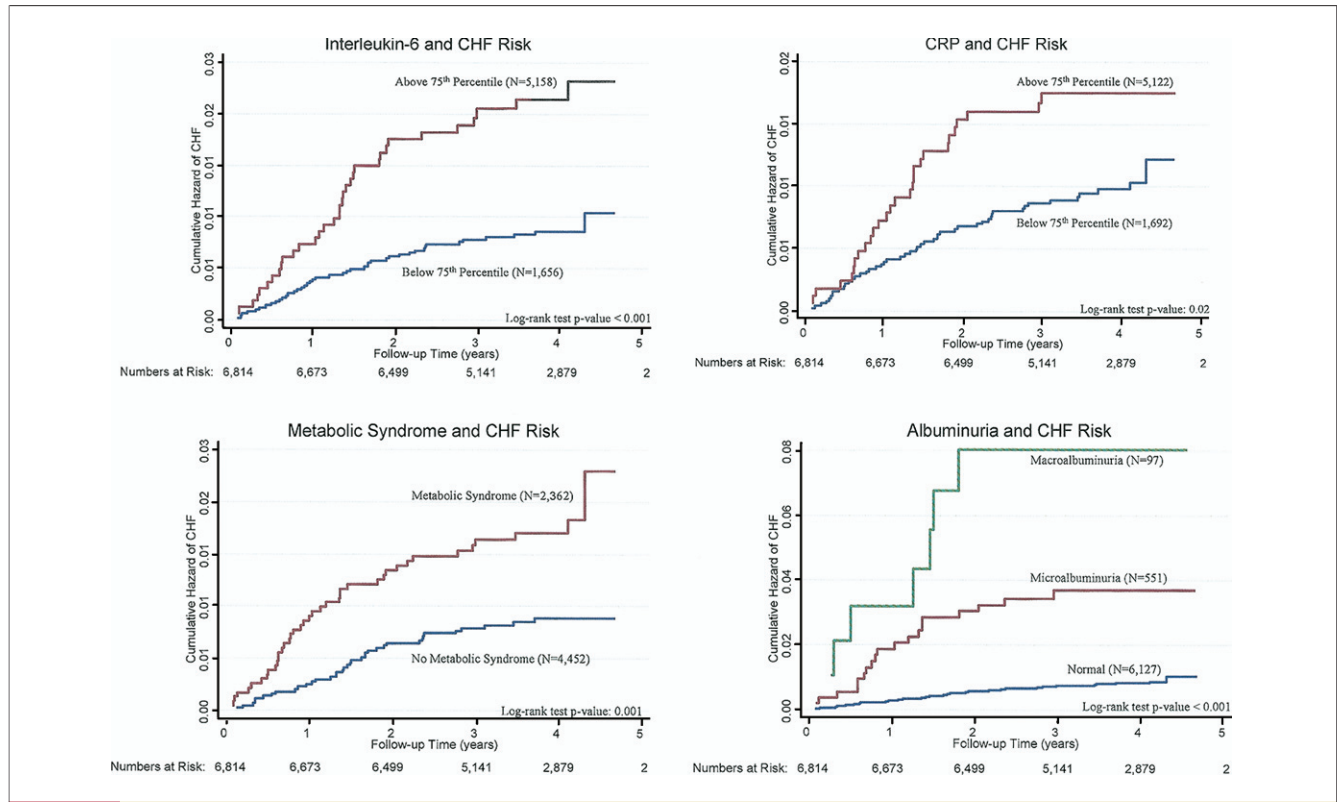 Interleukin-6 and CHF Risk
Cumulative Hazard of CHF
0.03
0.02
0.01
0.01
0.01
0.00
Above 75th Percentile (N=5,158)
Below 75th Percentile (N=1,656)
Log-rank test p-value < 0.001
0 1 2 3 4 5
Follow-up Time (years)
Numbers at Risk: 6,814 6,673 6,499 5,141 2,879 2
CRP and CHF Risk
Cumulative Hazard of CHF
0.02
0.01
0.01
0.01
0.00
Above 75th Percentile (N=5,122)
Below 75th Percentile (N=1,692)
Log-rank test p-value: 0.02
0 1 2 3 4 5
Follow-up Time (years)
Numbers at Risk: 6,814 6,673 6,499 5,141 2,879 2
Metabolic Syndrome and CHF Risk
Cumulative Hazard of CHF
0.03
0.02
0.01
0.01
0.01
0.00
Metabolic Syndrome (N=2,362)
No Metabolic Syndrome (N=4,452)
Log-rank test p-value: 0.001
0 1 2 3 4 5
Follow-up Time (years)
Numbers at Risk: 6,814 6,673 6,499 5,141 2,879 2
Albuminuria and CHF Risk
Cumulative Hazard of CHF
0.08
0.06
0.04
0.02
0.00
Macroalbuminuria (N=97)
Microalbuminuria (N=551)
Normal (N=6,127)
Log-rank test p-value < 0.001
0 1 2 3 4 5
Follow-up Time (years)
Numbers at Risk: 6,814 6,673 6,499 5,141 2,879 2